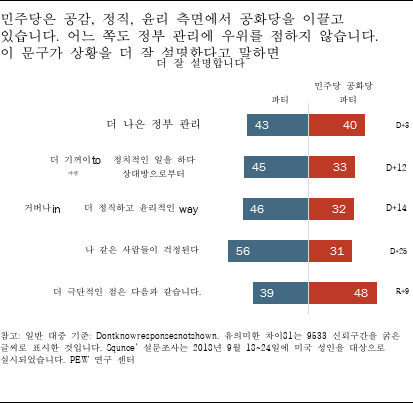 민주당은 공감, 정직, 윤리 측면에서 공화당을 이끌고
있습니다. 어느 쪽도 정부 관리에 우위를 점하지 않습니다.
이 문구가 상황을 더 잘 설명한다고 말하면
더 잘 설명합니다
민주당 공화당
파티 파티
더 나은 정부 관리 43 40 D+3
더 기꺼이to 정치적인 일을 하다
상대방으로부터 45 33 D+12
거버나in 더 정직하고 윤리적인 way 46 32 D+14
나 같은 사람들이 걱정된다 56 31 D+25
더 극단적인 점은 다음과 같습니다. 39 48 R+9
참고: 일반 대중 기준: Dontknowresponsesnotshown. 유의미한 차이81는 9533 신뢰구간을 굵은
글씨로 표시한 것입니다. Squnce' 설문조사는 2018년 9월 18~24일에 미국 성인을 대상으로
실시되었습니다. PEW 연구 센터